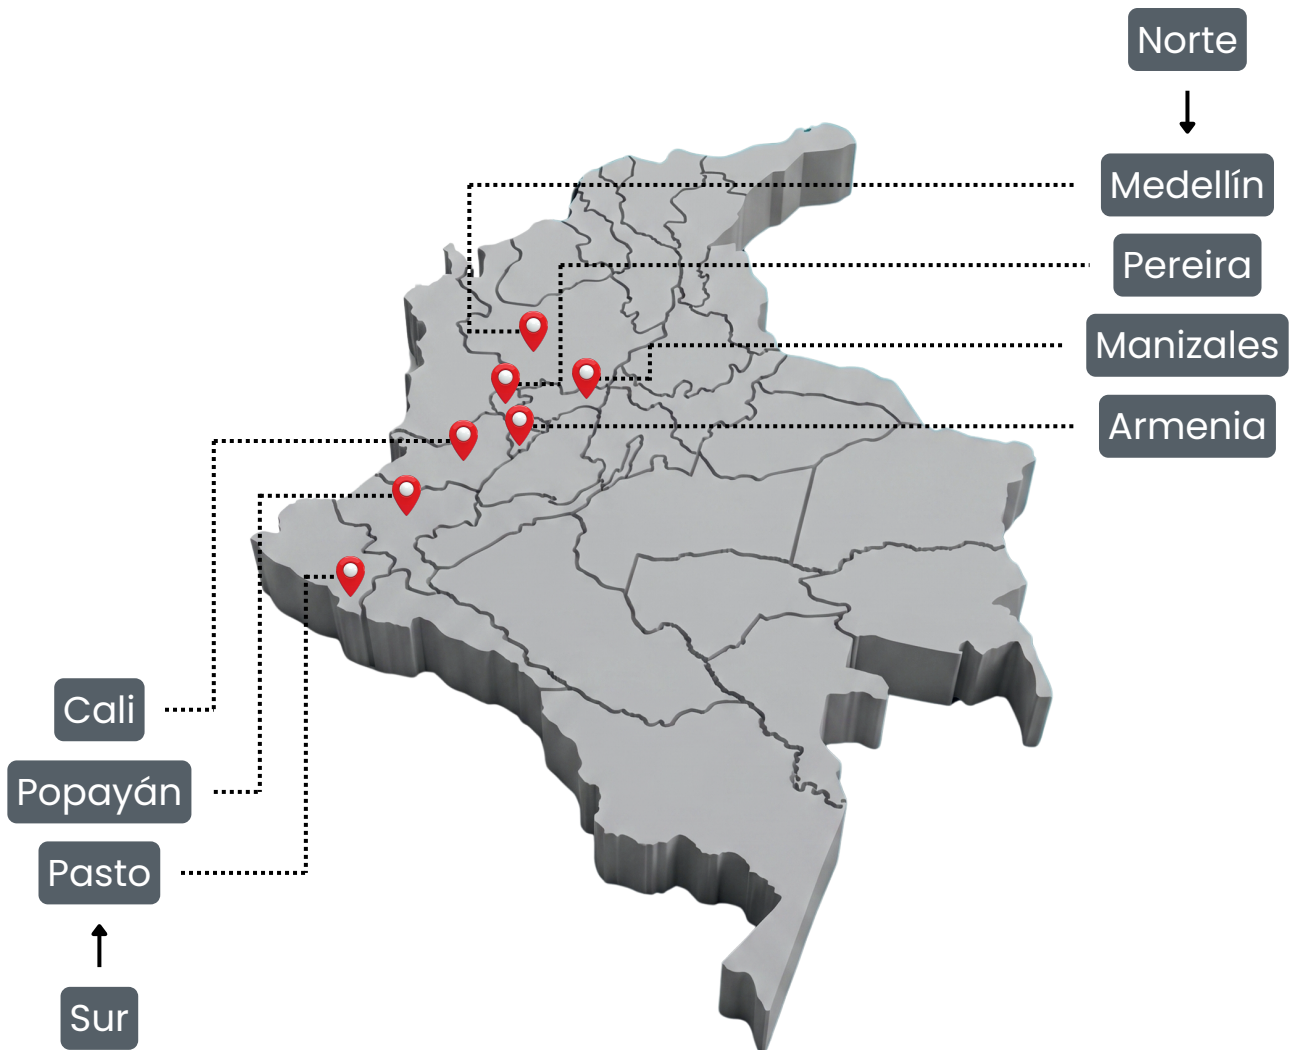 Norte
Medellín
Pereira
Manizales
Armenia
Cali
Popayán
Pasto
Sur